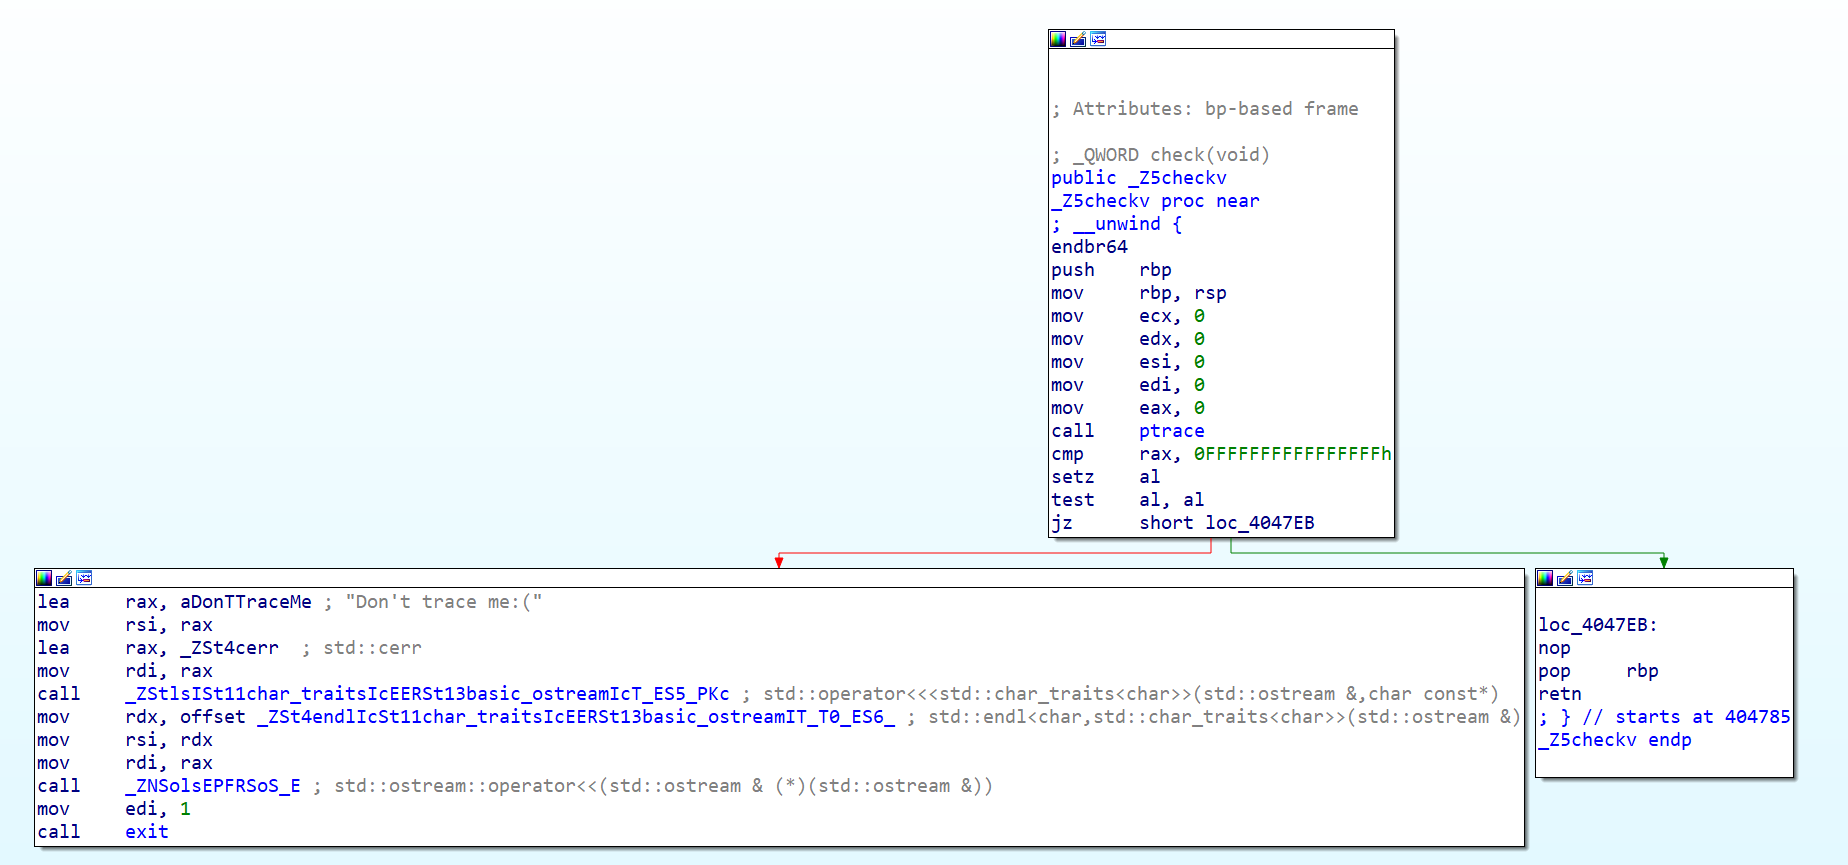 ; Attributes: bp-based frame
; _QWORD check(void)
public _Z5checkv
_Z5checkv proc near
; __unwind {
endbr64
push rbp
mov rbp, rsp
mov ecx, 0
mov edx, 0
mov esi, 0
mov edi, 0
mov eax, 0
call ptrace
cmp rax, 0FFFFFFFFFFFFFFFFh
setz al
test al, al
jz short loc_4047EB
lea rax, aDonTTraceMe ; "Don't trace me:("
mov rsi, rax
lea rax, _ZSt4cerr ; std::cerr
mov rdi, rax
call _ZStlsISt11char_traitsIcEERSt13basic_ostreamIcT_ES5_PKc ; std::operator<<<std::char_traits<char>>(std::ostream &,char const*)
mov rdx, offset _ZSt4endlIcSt11char_traitsIcEERSt13basic_ostreamIT_T0_ES6_ ; std::endl<char,std::char_traits<char>>(std::ostream &)
mov rsi, rdx
mov rdi, rax
call _ZNSolsEPFRSoS_E ; std::ostream::operator<<(std::ostream & (*)(std::ostream &))
mov edi, 1
call exit
loc_4047EB:
nop
pop rbp
retn
; } // starts at 404785
_Z5checkv endp